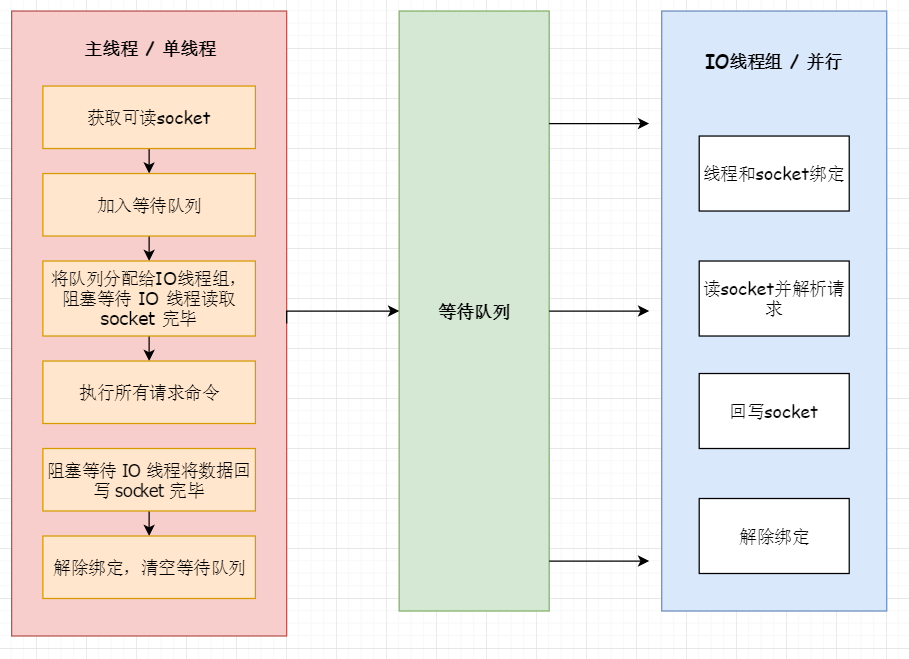 主线程 / 单线程
获取可读socket
加入等待队列
将队列分配给IO线程组，
阻塞等待 IO 线程读取
socket 完毕
执行所有请求命令
阻塞等待 IO 线程将数据回
写 socket 完毕
解除绑定，清空等待队列
等待队列
IO线程组 / 并行
线程和socket绑定
读socket并解析请
求
回写socket
解除绑定